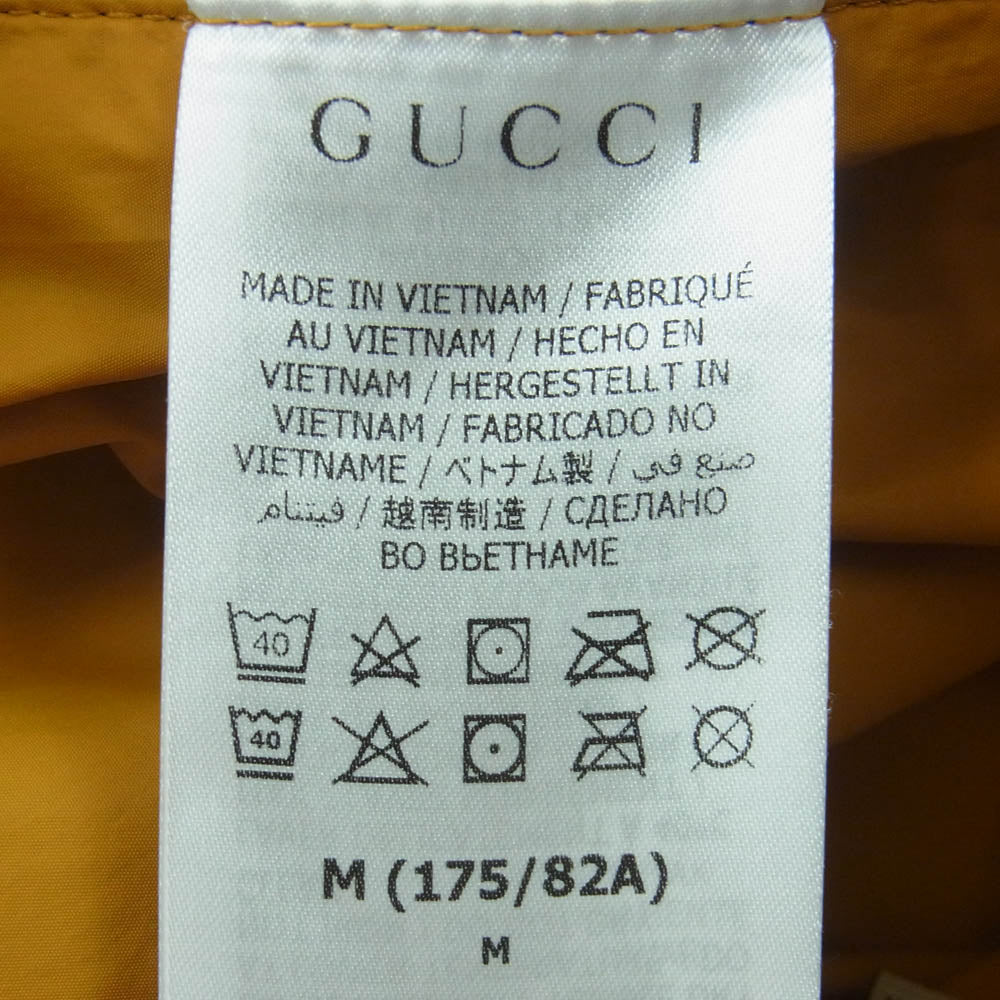 GUCCI
MADE IN VIETNAM / FABRIQUÉ
AU VIETNAM / HECHO EN
VIETNAM / HERGESTELLT IN
VIETNAM / FABRICADO NO
VIETNAME / ベトナム製 / صنع في
فيتنام / 越南制造 / СДЕЛАНО
ВО ВЬЕТНАМЕ
40
40
M (175/82A)
M